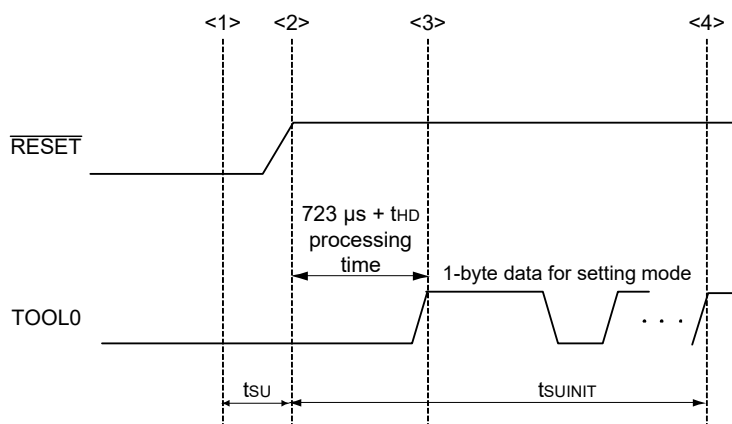 <1> <2> <3> <4>
RESET
723 µs + tHD
processing
time
1-byte data for setting mode
TOOL0
. . .
tSU
tSUINIT